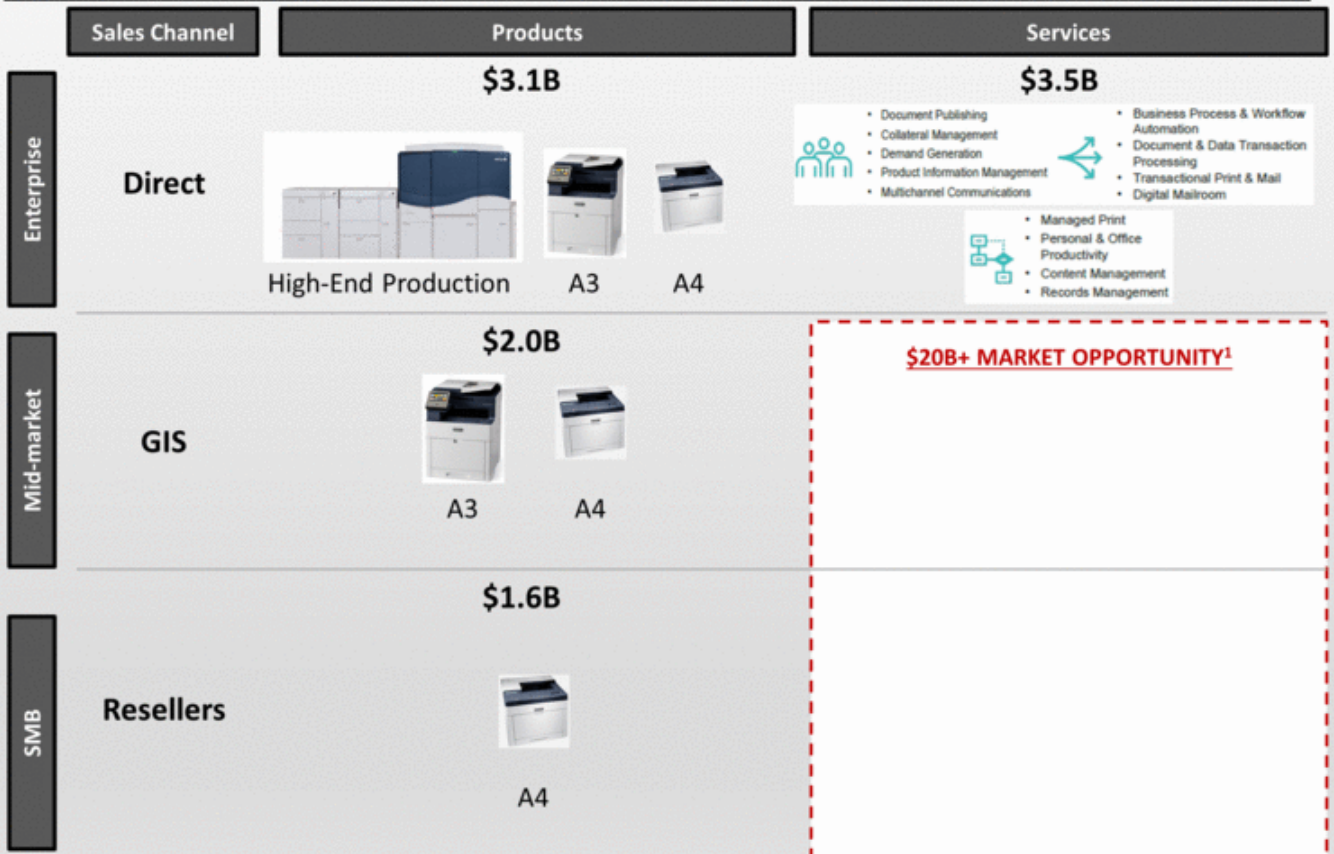 Sales Channel
Products
Services
Enterprise
Direct
$3.1B
High-End Production
A3
A4
$3.5B
• Document Publishing
• Collateral Management
• Demand Generation
• Product Information Management
• Multichannel Communications
• Business Process & Workflow
Automation
• Document & Data Transaction
Processing
• Transactional Print & Mail
• Digital Mailroom
• Managed Print
• Personal & Office
Productivity
• Content Management
• Records Management
Mid-market
GIS
$2.0B
A3
A4
$20B+ MARKET OPPORTUNITY¹
SMB
Resellers
$1.6B
A4